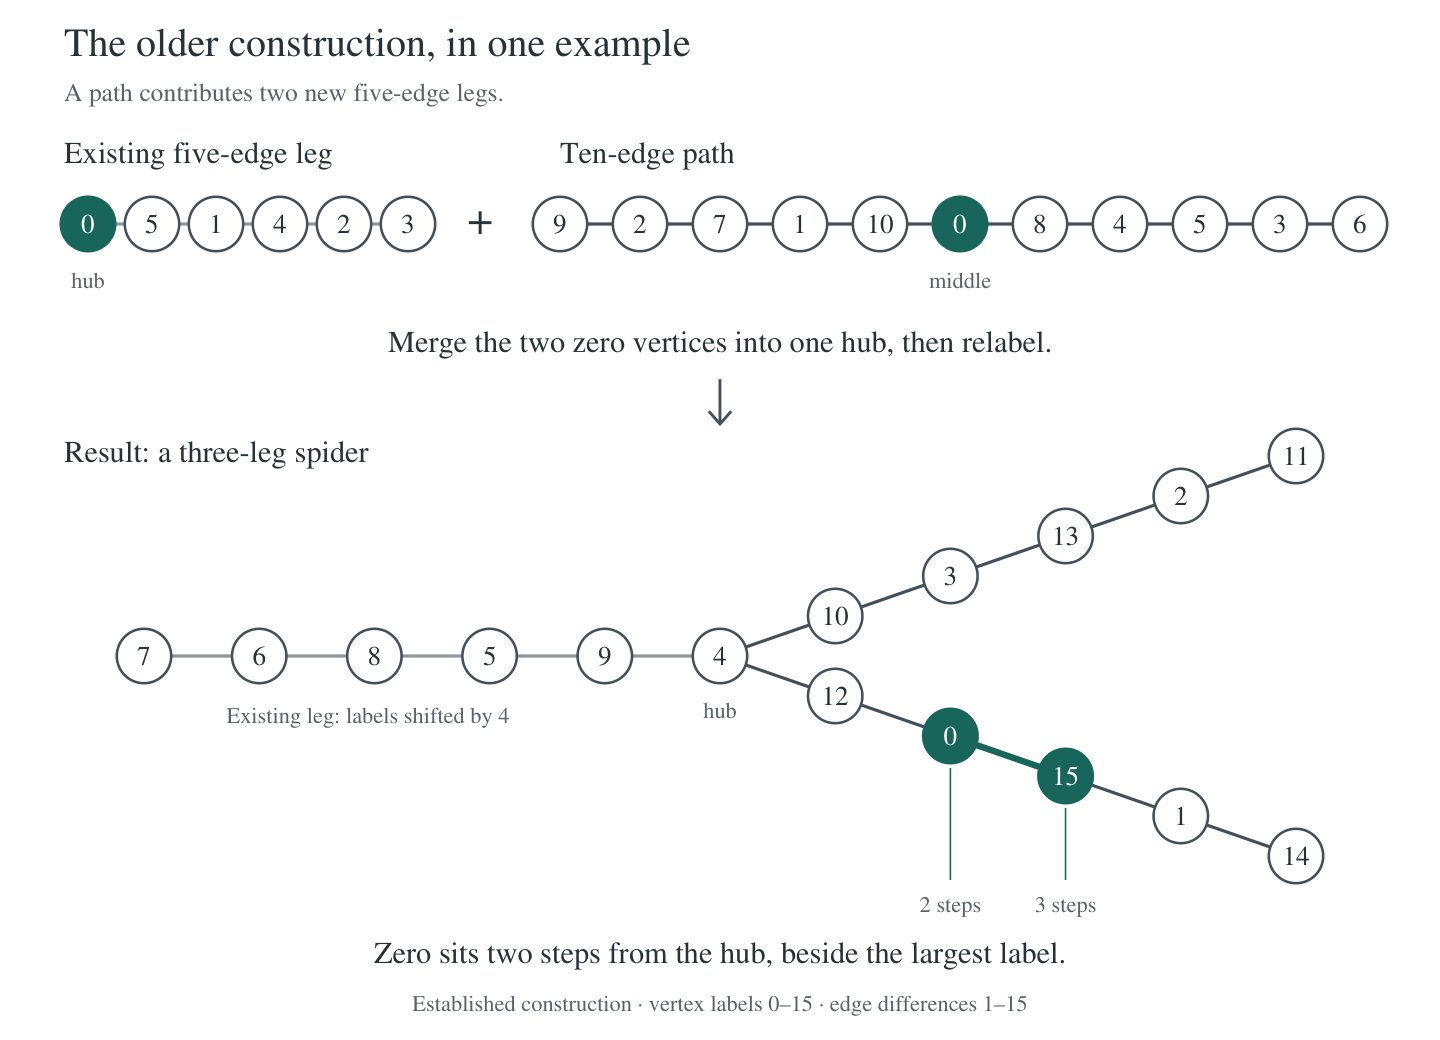 The older construction, in one example
A path contributes two new five-edge legs.
Existing five-edge leg
Ten-edge path
0 5 1 4 2 3 + 9 2 7 1 10 0 8 4 5 3 6
hub
middle
Merge the two zero vertices into one hub, then relabel.
Result: a three-leg spider
11
2
13
3
10
7 6 8 5 9 4
12
Existing leg: labels shifted by 4
hub
0
15
1
14
2 steps
3 steps
Zero sits two steps from the hub, beside the largest label.
Established construction · vertex labels 0–15 · edge differences 1–15